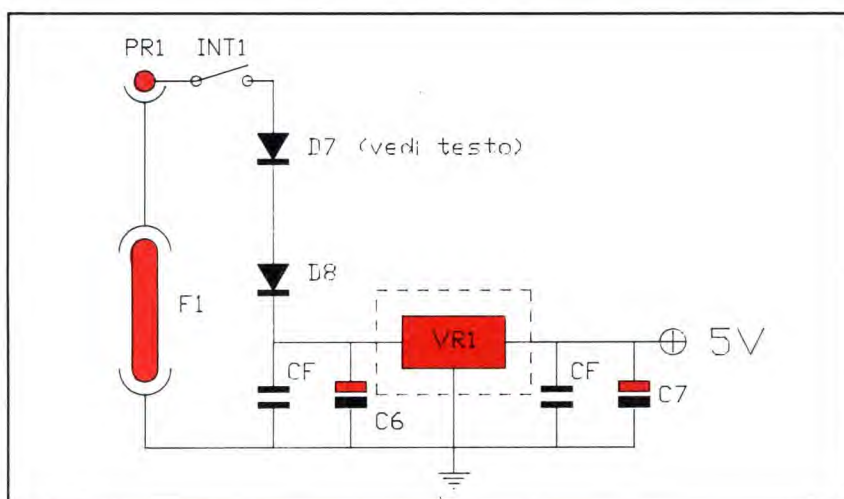 PR1 INT1
D7 (vedi testo)
D8
F1
VR1
5V
CF
C6
CF
C7